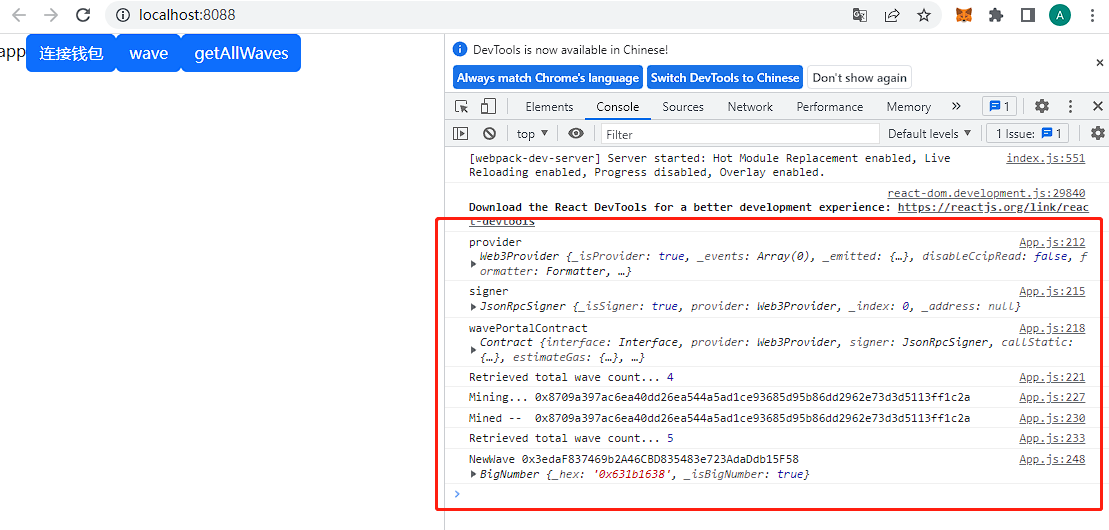 localhost:8088
A
app 连接钱包 wave getAllWaves
DevTools is now available in Chinese!
Always match Chrome's language Switch DevTools to Chinese Don't show again
Elements Console Sources Network Performance Memory 1
top Filter Default levels 1 Issue: 1
[webpack-dev-server] Server started: Hot Module Replacement enabled, Live index.js:551
Reloading enabled, Progress disabled, Overlay enabled.
react-dom.development.js:29840
Download the React DevTools for a better development experience: https://reactjs.org/link/reac
t-devtools
provider App.js:212
Web3Provider {_isProvider: true, _events: Array(0), _emitted: {…}, disableCcipRead: false, f
ormatter: Formatter, …}
signer App.js:215
JsonRpcSigner {_isSigner: true, provider: Web3Provider, _index: 0, _address: null}
wavePortalContract App.js:218
Contract {interface: Interface, provider: Web3Provider, signer: JsonRpcSigner, callStatic:
{…}, estimateGas: {…}, …}
Retrieved total wave count... 4 App.js:221
Mining... 0x8709a397ac6ea40dd26ea544a5ad1ce93685d95b86dd2962e73d3d5113ff1c2a App.js:227
Mined -- 0x8709a397ac6ea40dd26ea544a5ad1ce93685d95b86dd2962e73d3d5113ff1c2a App.js:230
Retrieved total wave count... 5 App.js:233
NewWave 0x3edaF837469b2A46CBD835483e723AdaDdb15F58 App.js:248
BigNumber {_hex: '0x631b1638', _isBigNumber: true}